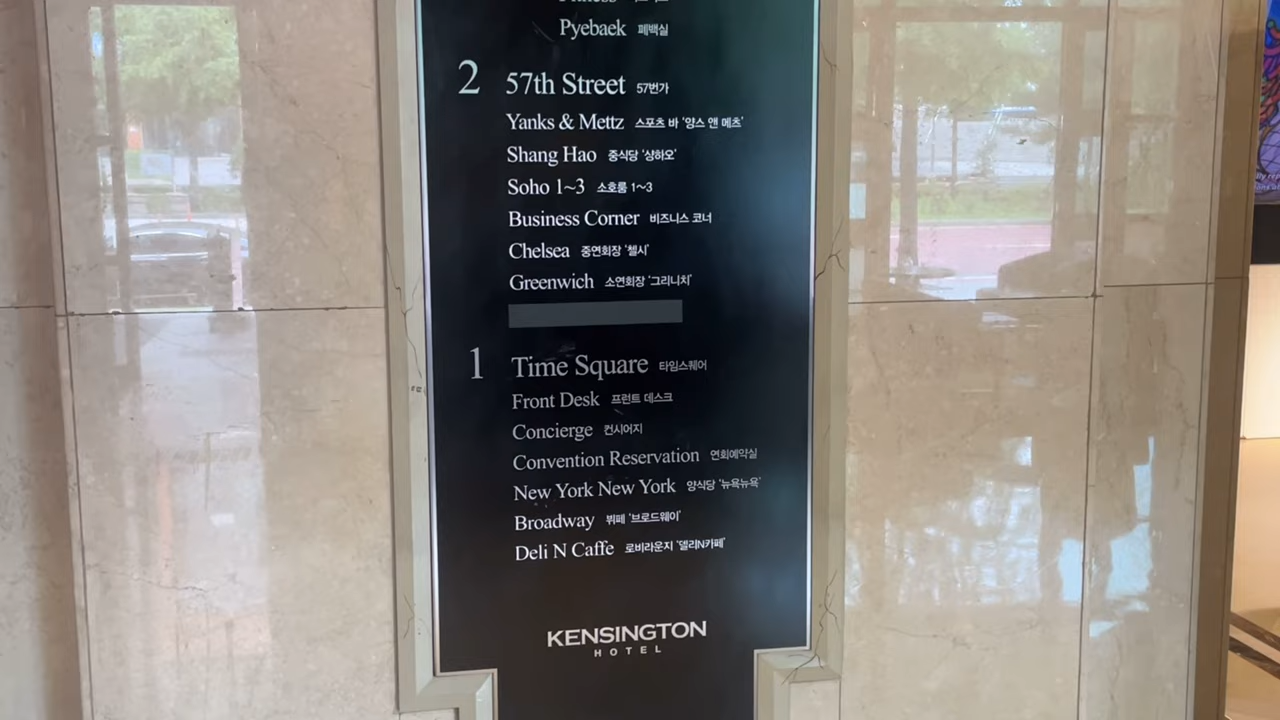 Pyebaek 폐백실
2 57th Street 57번가
Yanks & Mettz 스포츠 바 '양스 앤 메츠'
Shang Hao 중식당 '샹하오'
Soho 1~3 소호룸 1~3
Business Corner 비즈니스 코너
Chelsea 중연회장 '첼시'
Greenwich 소연회장 '그리니치'
1 Time Square 타임스퀘어
Front Desk 프런트 데스크
Concierge 컨시어지
Convention Reservation 연회예약실
New York New York 양식당 '뉴욕뉴욕'
Broadway 뷔페 '브로드웨이'
Deli N Caffe 로비라운지 '델리N카페'
KENSINGTON
HOTEL